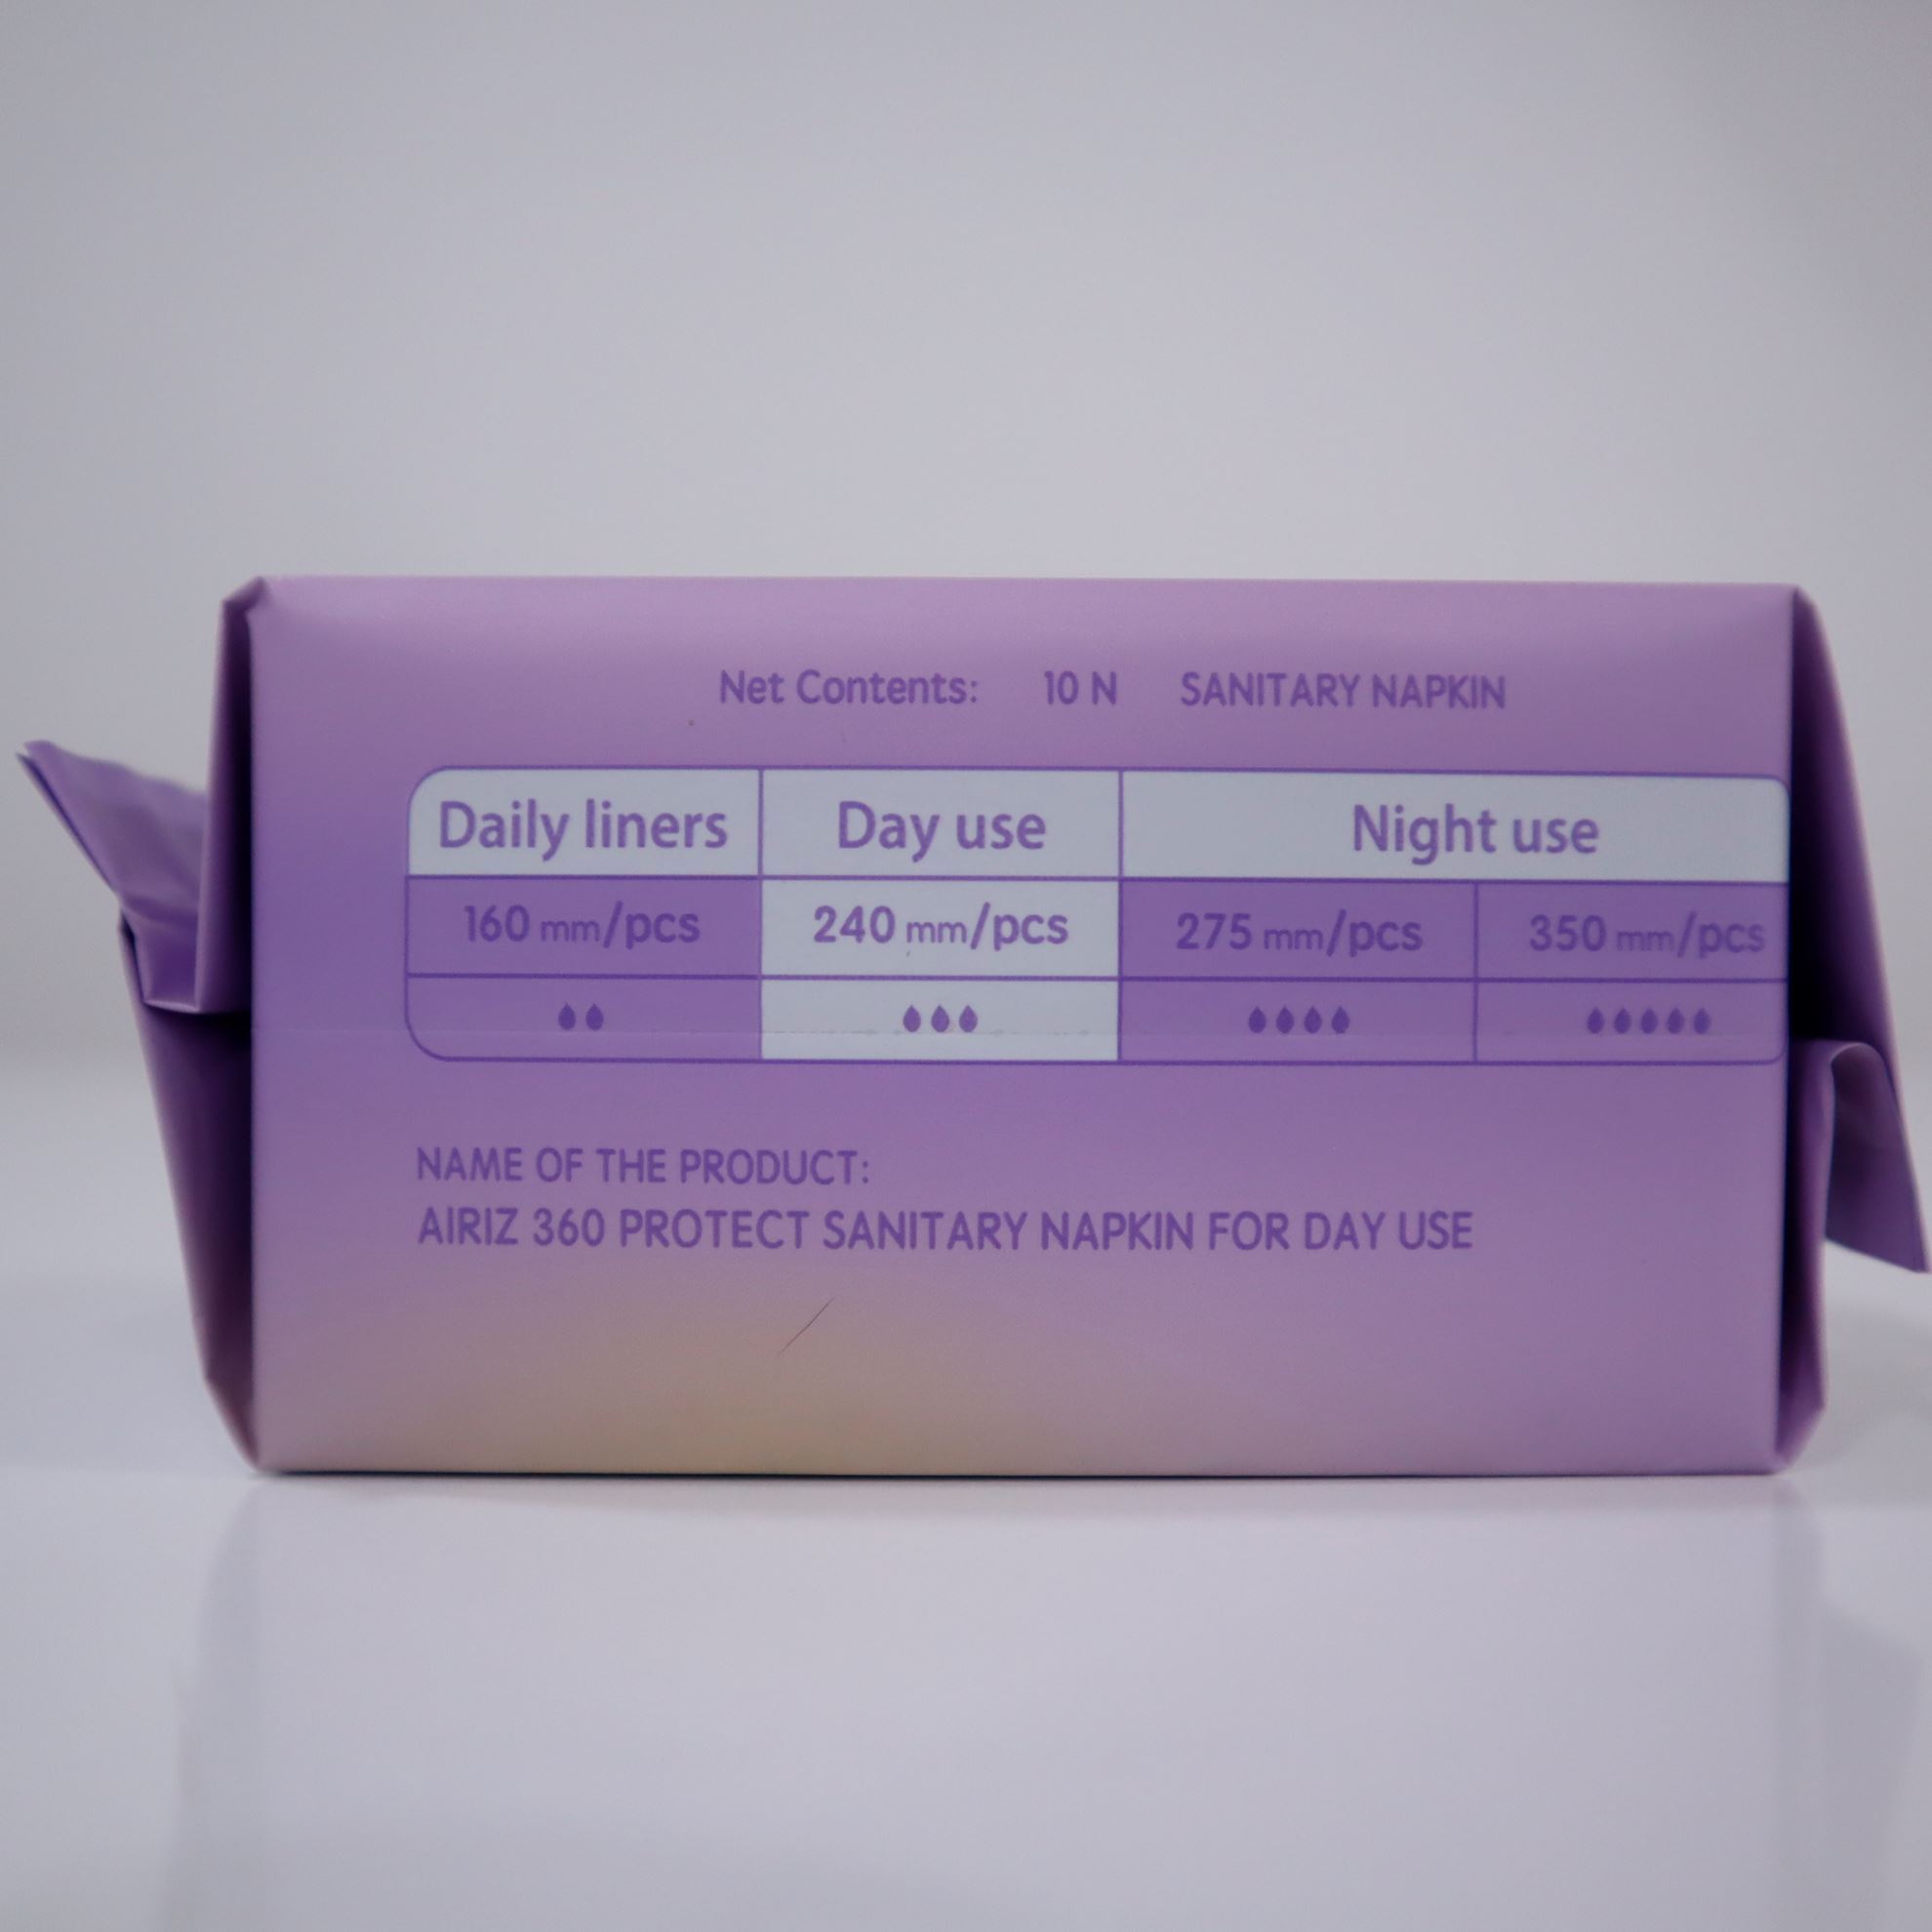 Net Contents: 10 N SANITARY NAPKIN
Daily liners Day use Night use
160 mm/pcs 240 mm/pcs 275 mm/pcs 350 mm/pcs
NAME OF THE PRODUCT:
AIRIZ 360 PROTECT SANITARY NAPKIN FOR DAY USE